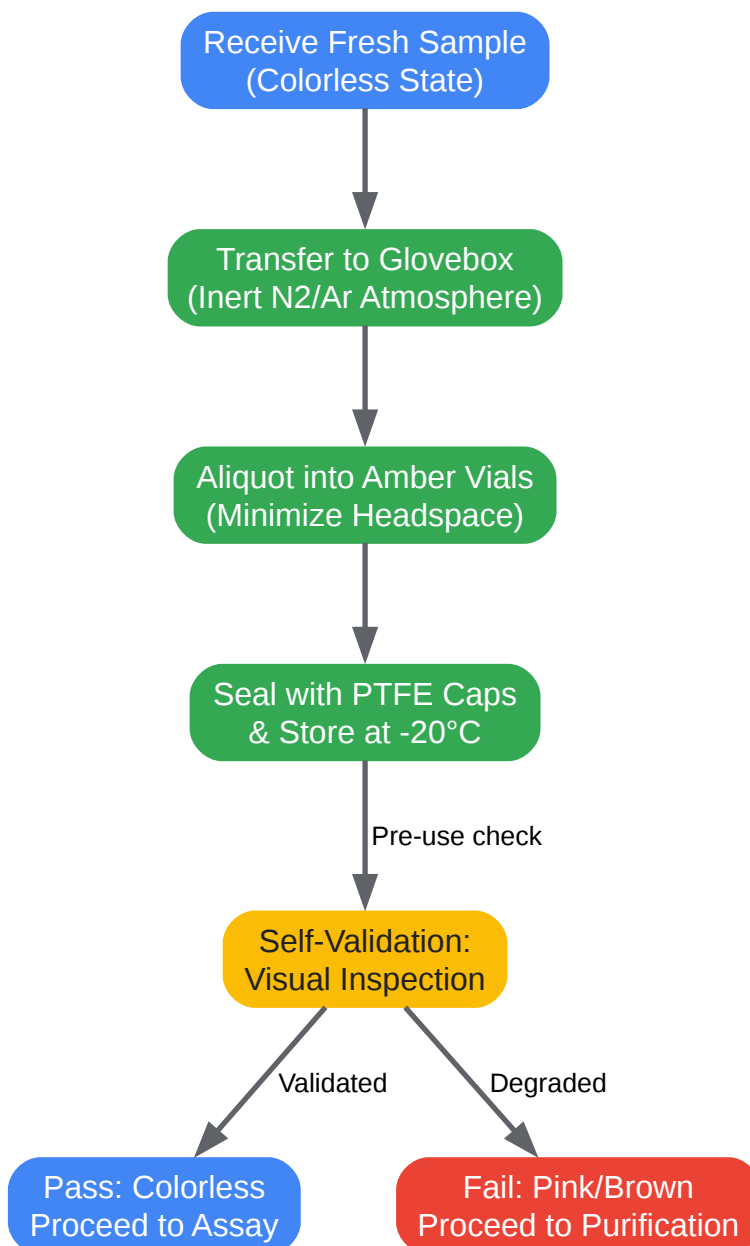 Receive Fresh Sample
(Colorless State)
Transfer to Glovebox
(Inert N2/Ar Atmosphere)
Aliquot into Amber Vials
(Minimize Headspace)
Seal with PTFE Caps
& Store at -20°C
Pre-use check
Self-Validation:
Visual Inspection
Validated
Degraded
Pass: Colorless
Proceed to Assay
Fail: Pink/Brown
Proceed to Purification